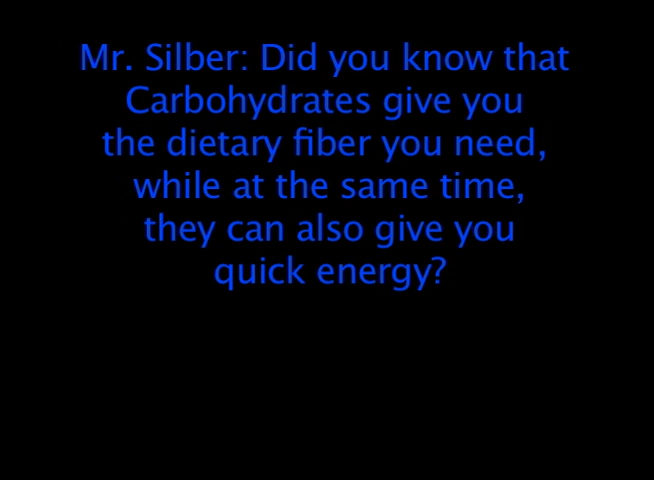 Mr. Silber: Did you know that
Carbohydrates give you
the dietary fiber you need,
while at the same time,
they can also give you
quick energy?